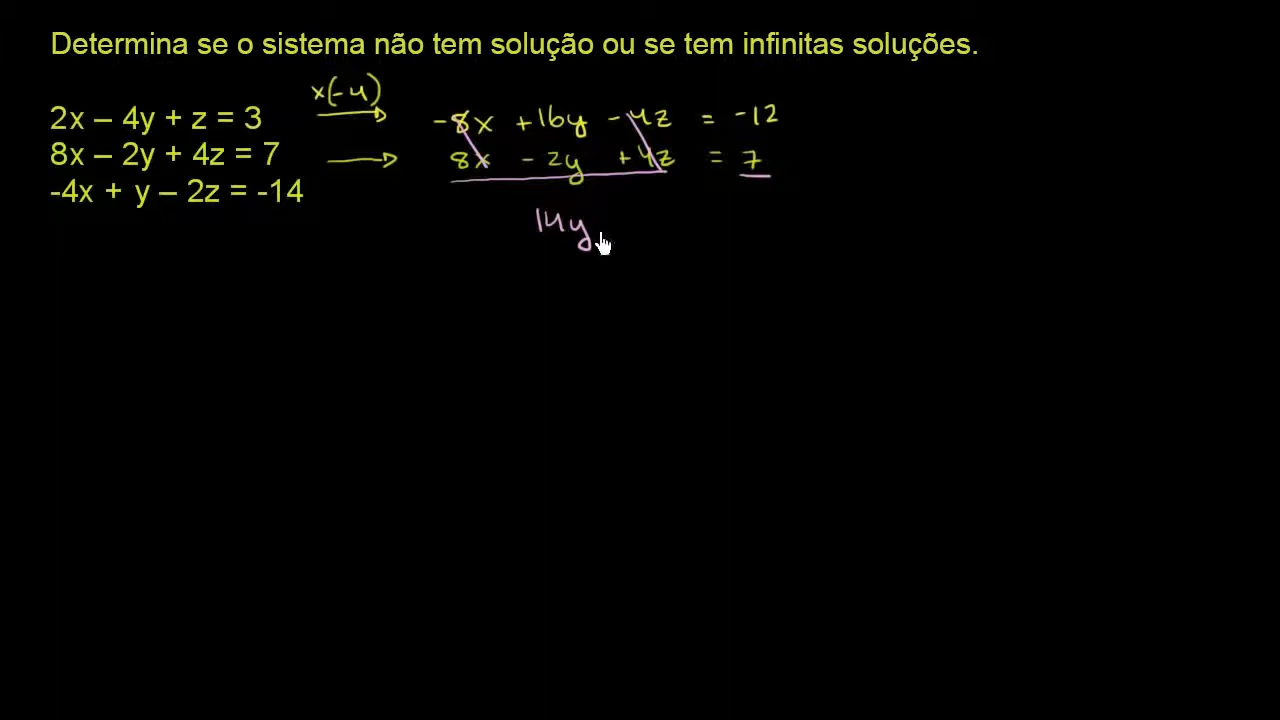 Determina se o sistema não tem solução ou se tem infinitas soluções.
x(-4)
2x – 4y + z = 3
-8x +16y -4z = -12
8x – 2y + 4z = 7
8x - 2y +4z = 7
-4x + y – 2z = -14
14y